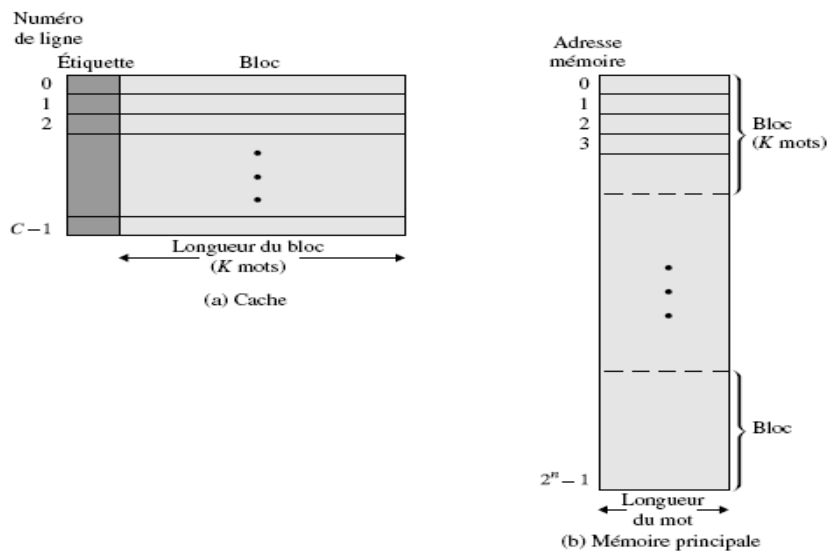 Numéro
de ligne
Étiquette
Bloc
0
1
2
C – 1
Longueur du bloc
(K mots)
(a) Cache
Adresse
mémoire
0
1
2
3
Bloc
(K mots)
Bloc
2ⁿ – 1
Longueur
du mot
(b) Mémoire principale